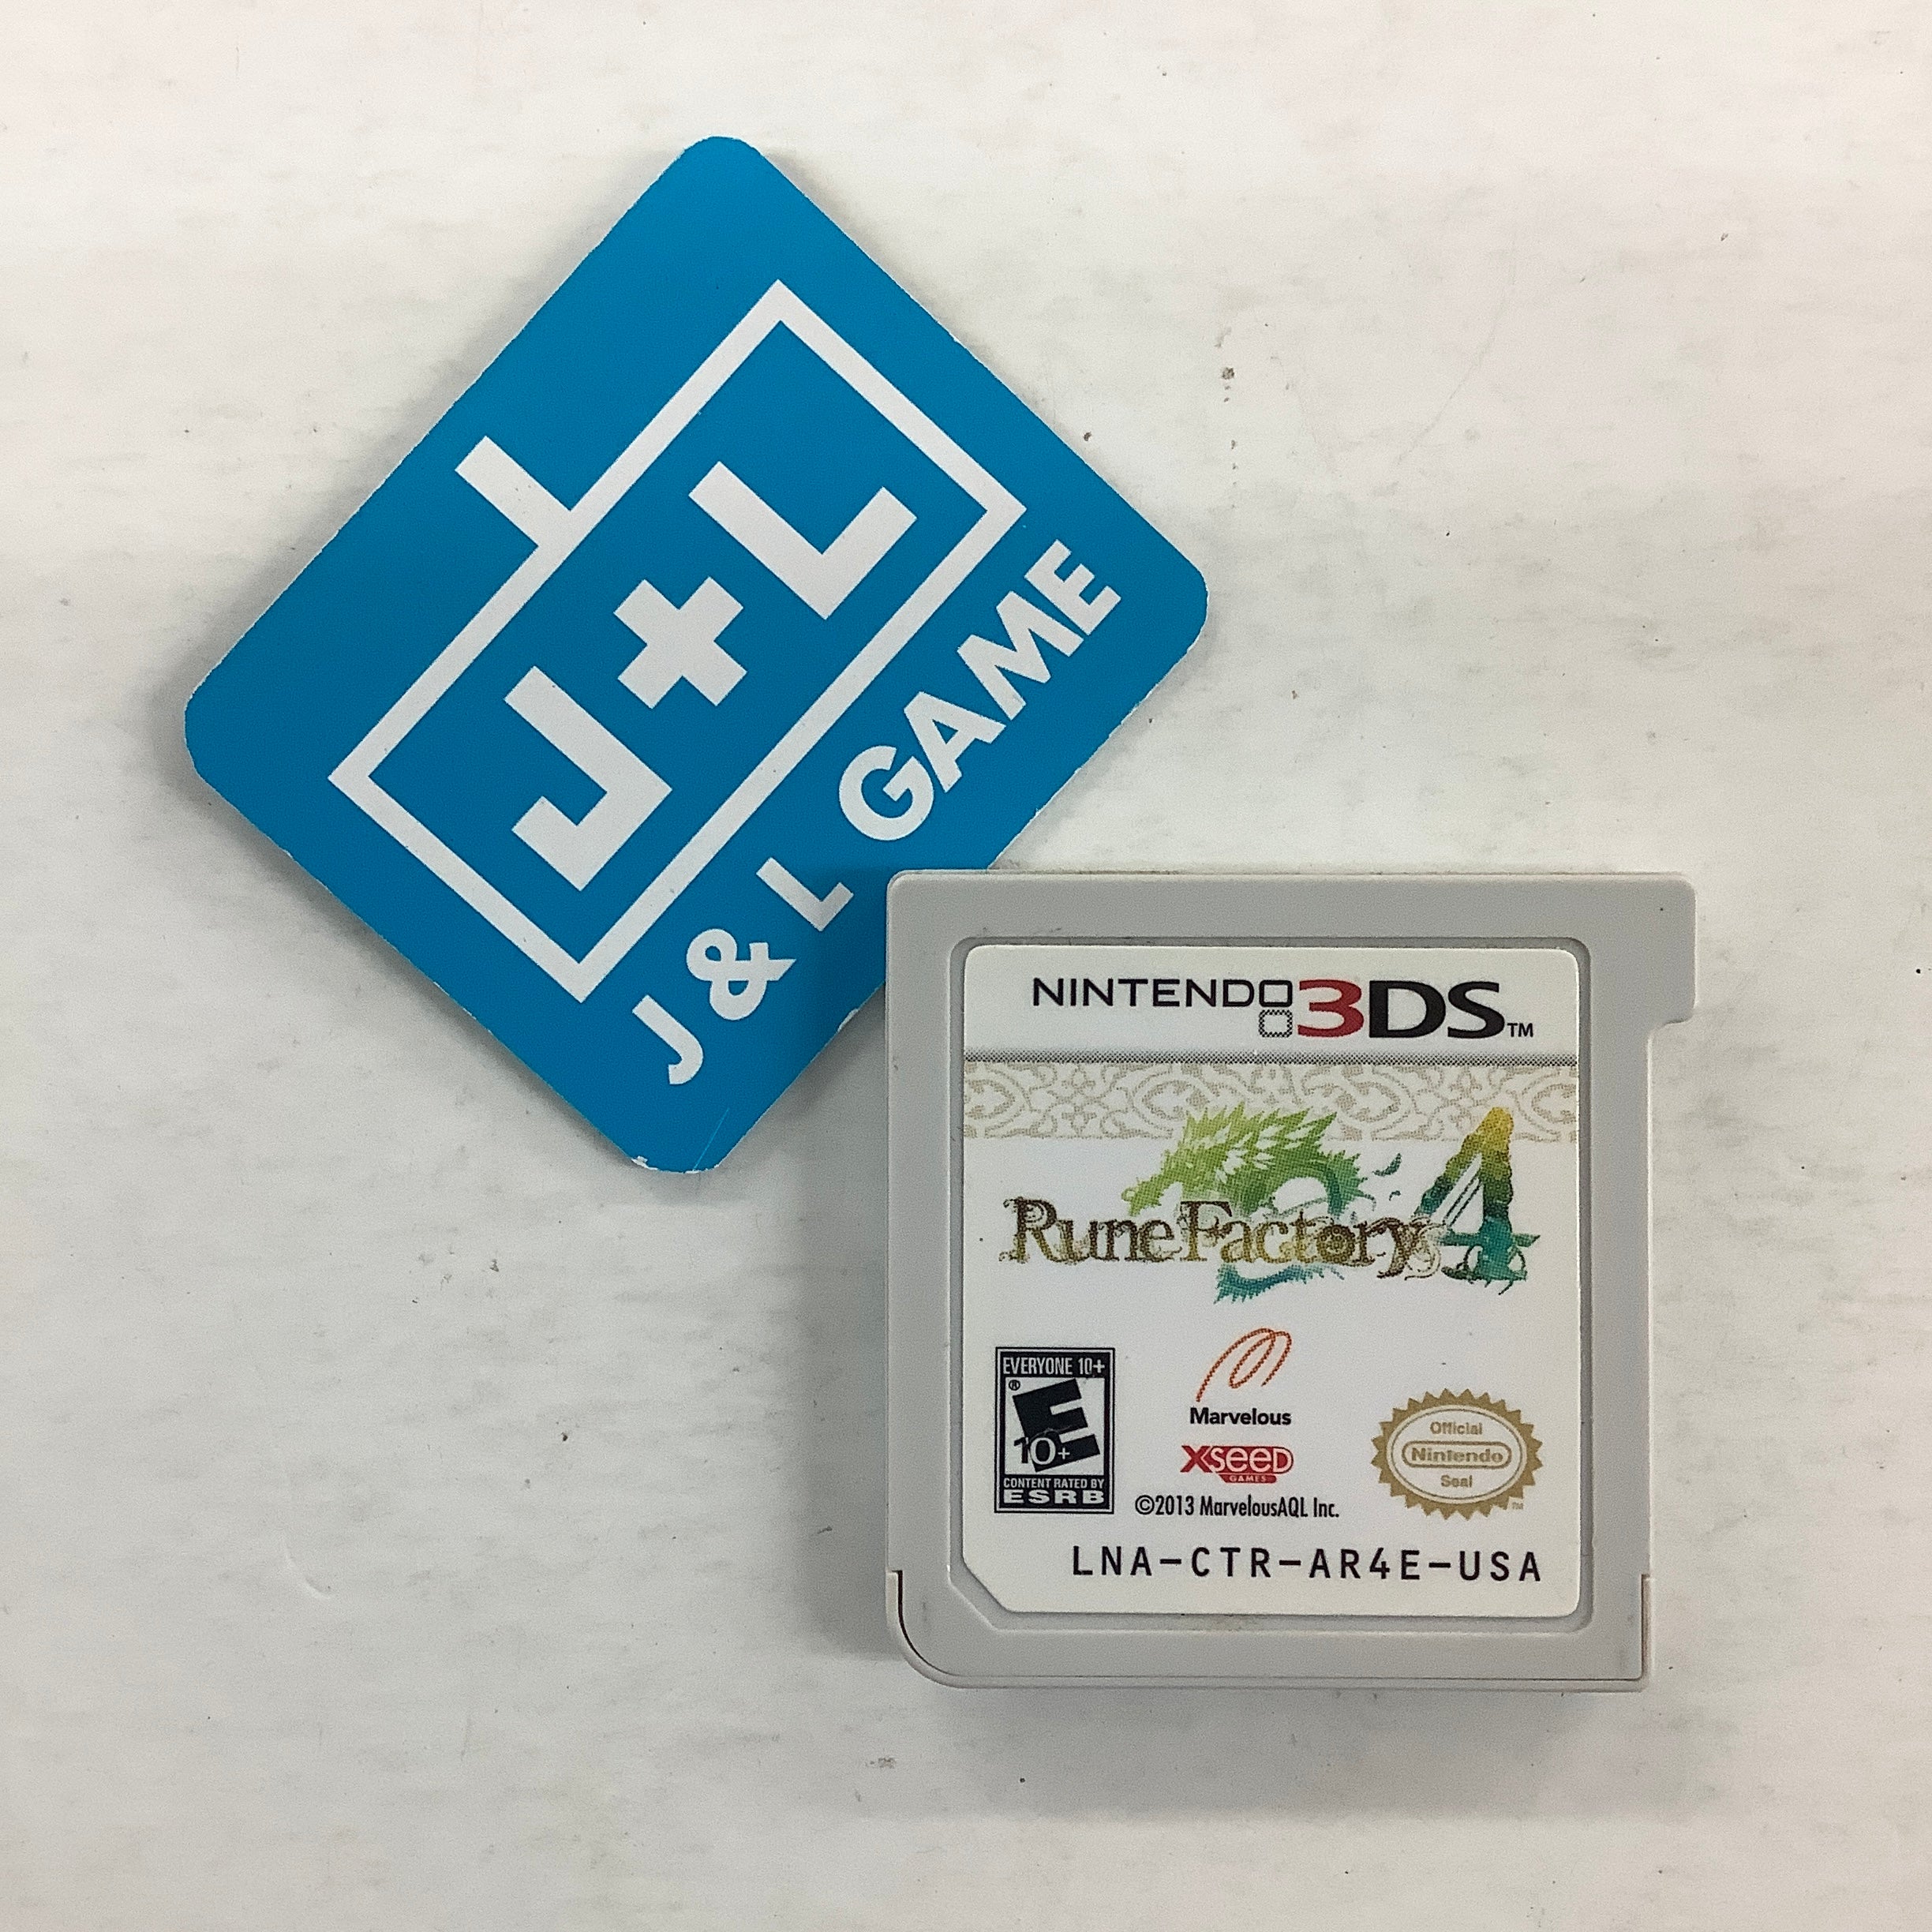 J+L
J & L GAME
NINTENDO 3DS™
Rune Factory 4
EVERYONE 10+
®
E
10+
CONTENT RATED BY
ESRB
Marvelous
XSEED
GAMES
©2013 MarvelousAQL Inc.
Official
Nintendo
Seal
™
LNA-CTR-AR4E-USA